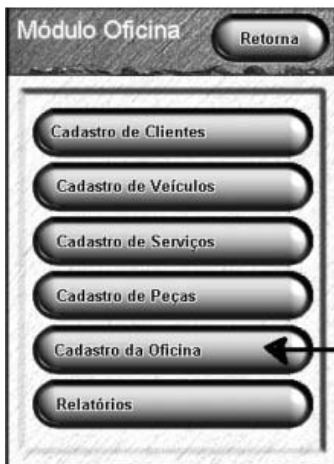 Módulo Oficina
Retorna
Cadastro de Clientes
Cadastro de Veículos
Cadastro de Serviços
Cadastro de Peças
Cadastro da Oficina
Relatórios